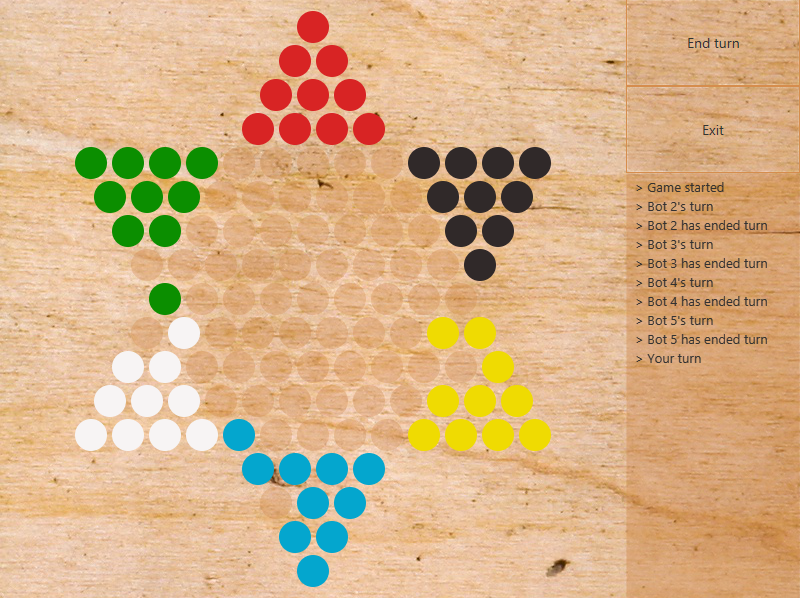 End turn
Exit
> Game started
> Bot 2's turn
> Bot 2 has ended turn
> Bot 3's turn
> Bot 3 has ended turn
> Bot 4's turn
> Bot 4 has ended turn
> Bot 5's turn
> Bot 5 has ended turn
> Your turn